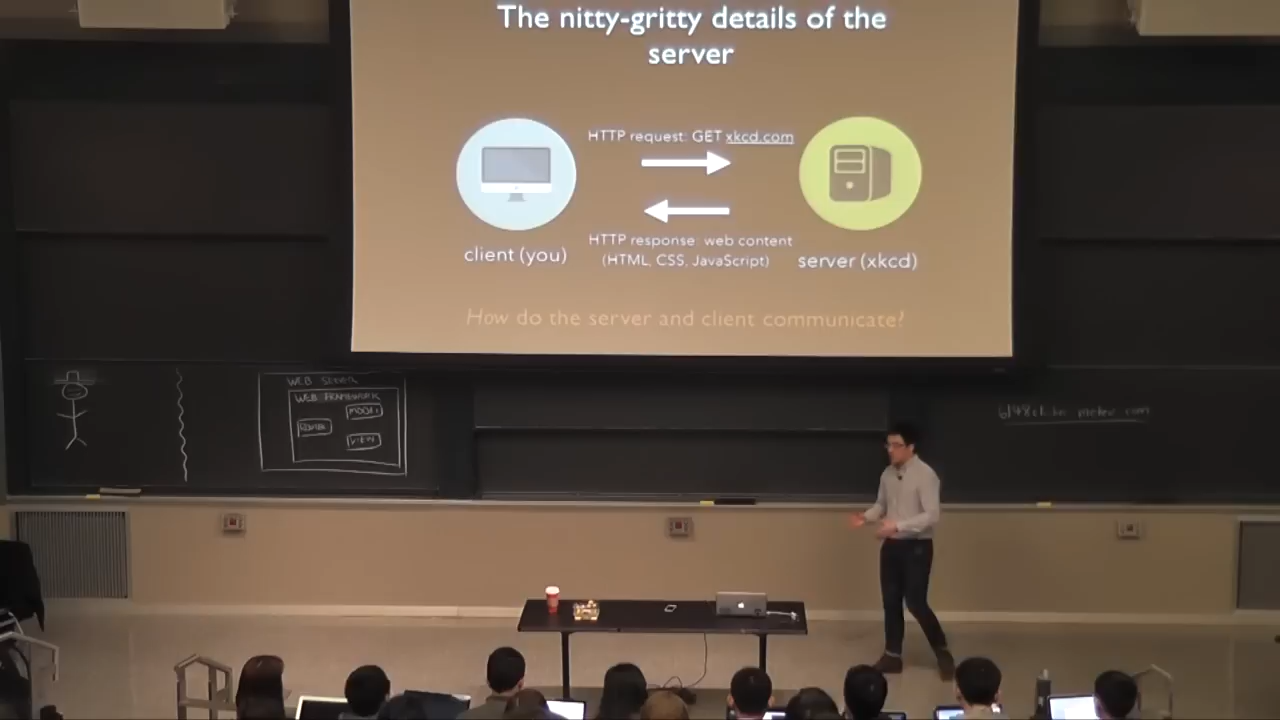 The nitty-gritty details of the
server
HTTP request: GET xkcd.com
HTTP response: web content
(HTML, CSS, JavaScript)
client (you)
server (xkcd)
How do the server and client communicate?
WEB SERVER
WEB FRAMEWORK
MODEL
VIEW